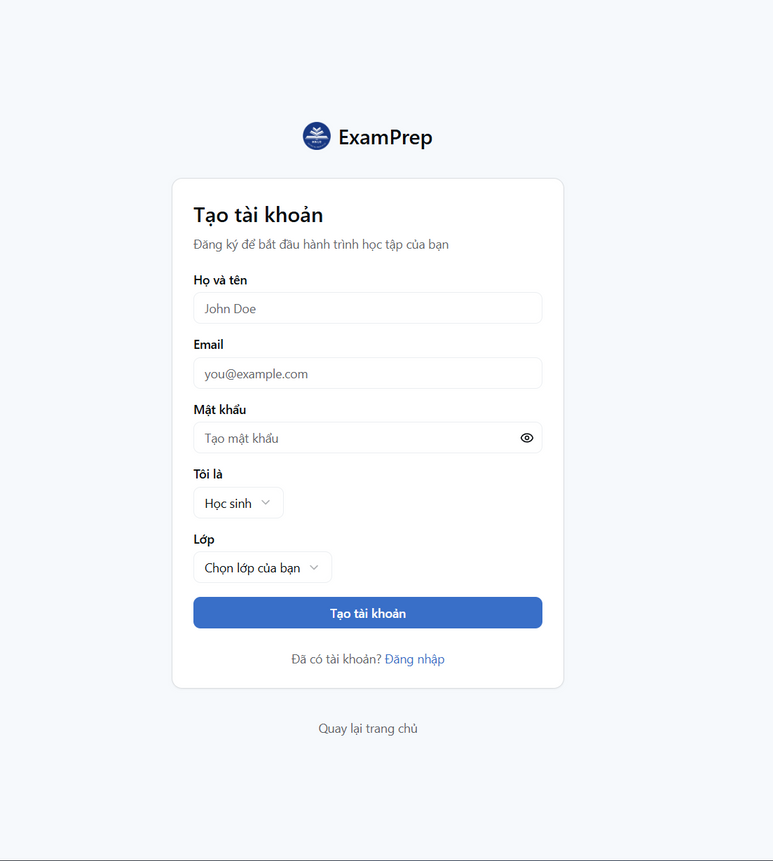 ExamPrep
Tạo tài khoản
Đăng ký để bắt đầu hành trình học tập của bạn
Họ và tên
John Doe
Email
you@example.com
Mật khẩu
Tạo mật khẩu
Tôi là
Học sinh
Lớp
Chọn lớp của bạn
Tạo tài khoản
Đã có tài khoản? Đăng nhập
Quay lại trang chủ